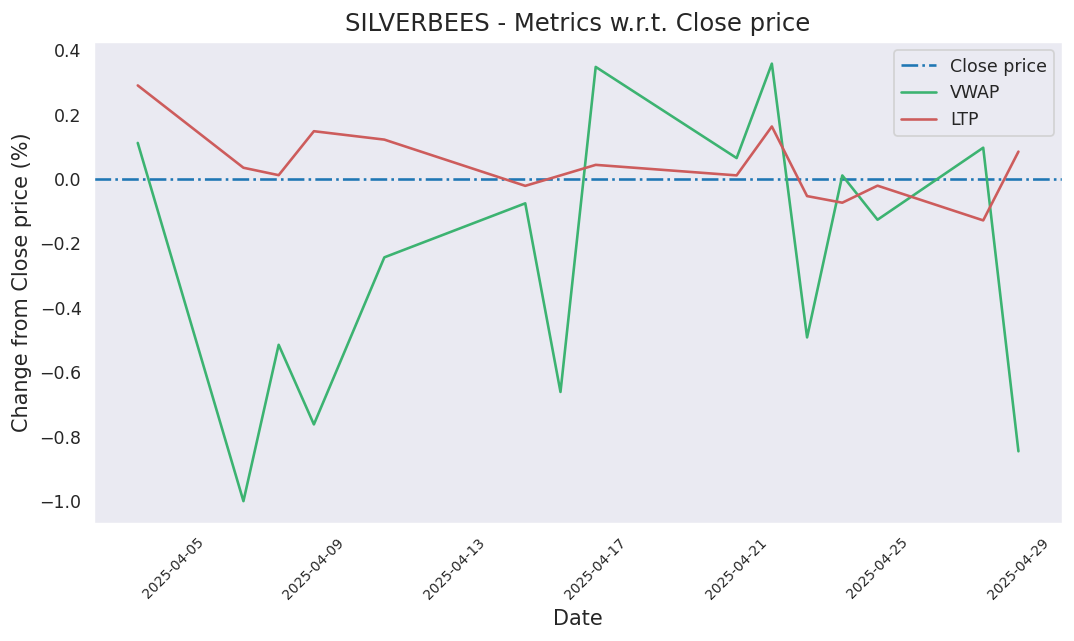 SILVERBEES - Metrics w.r.t. Close price
Change from Close price (%)
0.4
0.2
0.0
−0.2
−0.4
−0.6
−0.8
−1.0
Close price
VWAP
LTP
2025-04-05
2025-04-09
2025-04-13
2025-04-17
2025-04-21
2025-04-25
2025-04-29
Date